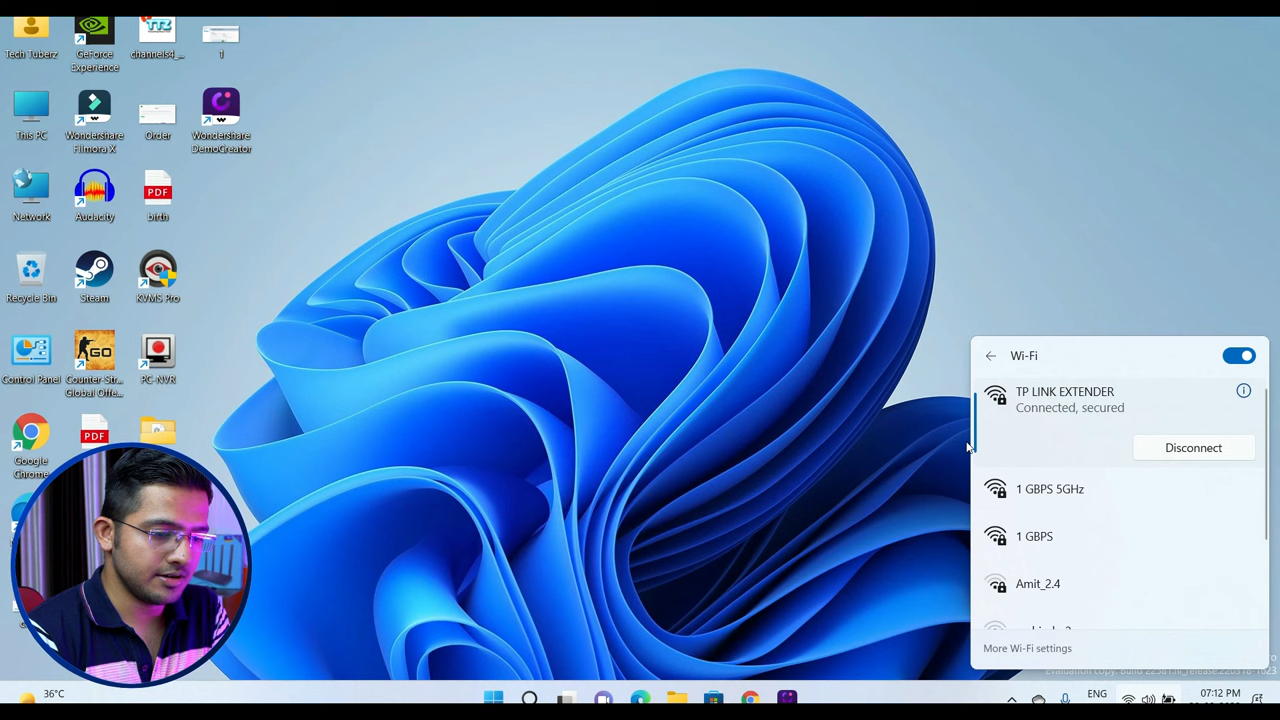 Tech Tuberz
GeForce
Experience
channels4_...
1
This PC
Wondershare
Filmora X
Order
Wondershare
DemoCreator
Network
Audacity
PDF
birth
Recycle Bin
Steam
KVMS Pro
Control Panel
GO
Counter-Str...
Global Offe...
PC-NVR
Google
Chrome
PDF
Wi-Fi
TP LINK EXTENDER
Connected, secured
Disconnect
1 GBPS 5GHz
1 GBPS
Amit_2.4
More Wi-Fi settings
36°C
ENG
07:12 PM